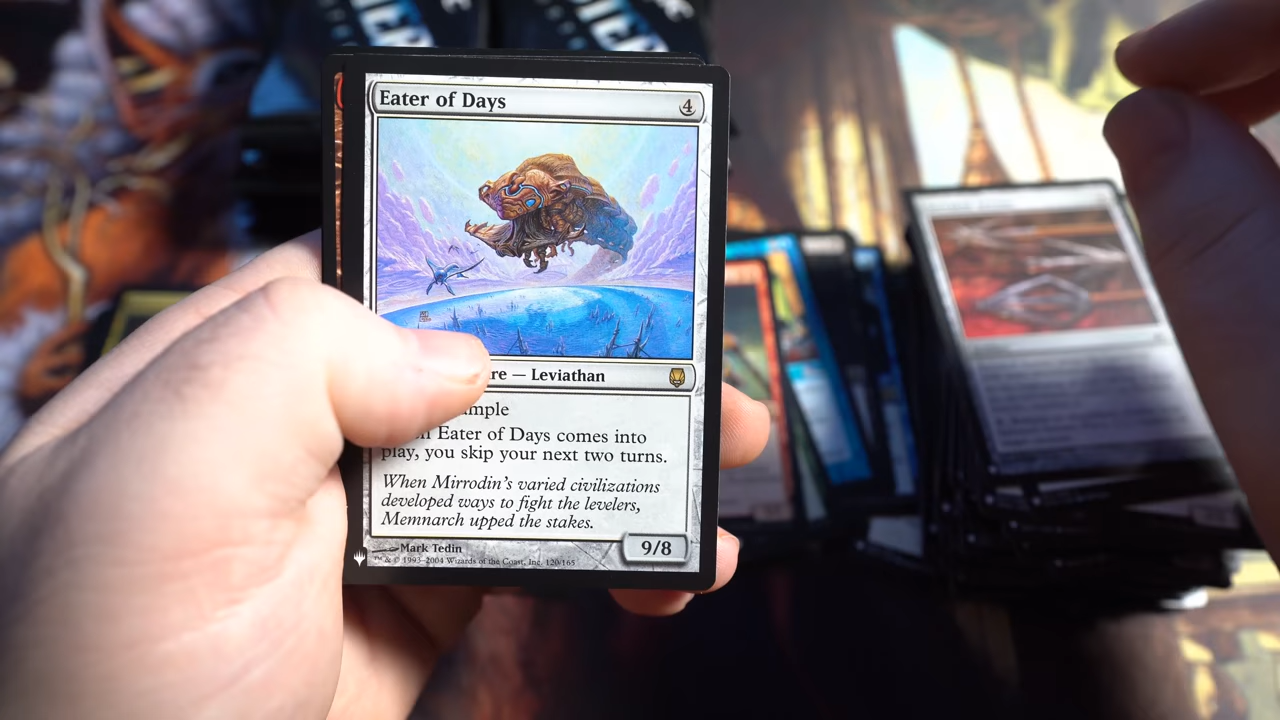 Eater of Days 4
re — Leviathan
mple
n Eater of Days comes into
play, you skip your next two turns.
When Mirrodin's varied civilizations
developed ways to fight the levelers,
Memnarch upped the stakes.
9/8
Mark Tedin
™ & © 1993–2004 Wizards of the Coast, Inc. 120/165